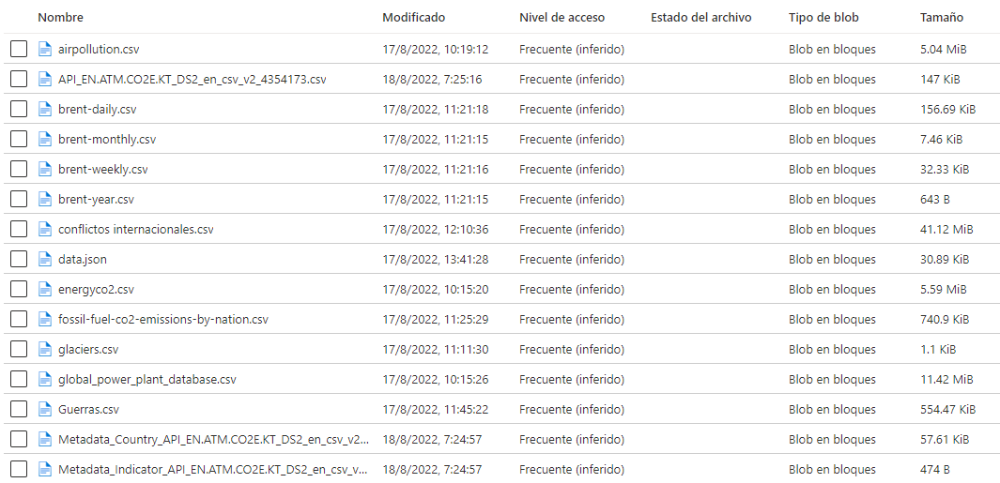 Nombre Modificado Nivel de acceso Estado del archivo Tipo de blob Tamaño
airpollution.csv 17/8/2022, 10:19:12 Frecuente (inferido) Blob en bloques 5.04 MiB
API_EN.ATM.CO2E.KT_DS2_en_csv_v2_4354173.csv 18/8/2022, 7:25:16 Frecuente (inferido) Blob en bloques 147 KiB
brent-daily.csv 17/8/2022, 11:21:18 Frecuente (inferido) Blob en bloques 156.69 KiB
brent-monthly.csv 17/8/2022, 11:21:15 Frecuente (inferido) Blob en bloques 7.46 KiB
brent-weekly.csv 17/8/2022, 11:21:16 Frecuente (inferido) Blob en bloques 32.33 KiB
brent-year.csv 17/8/2022, 11:21:15 Frecuente (inferido) Blob en bloques 643 B
conflictos internacionales.csv 17/8/2022, 12:10:36 Frecuente (inferido) Blob en bloques 41.12 MiB
data.json 17/8/2022, 13:41:28 Frecuente (inferido) Blob en bloques 30.89 KiB
energyco2.csv 17/8/2022, 10:15:20 Frecuente (inferido) Blob en bloques 5.59 MiB
fossil-fuel-co2-emissions-by-nation.csv 17/8/2022, 11:25:29 Frecuente (inferido) Blob en bloques 740.9 KiB
glaciers.csv 17/8/2022, 11:11:30 Frecuente (inferido) Blob en bloques 1.1 KiB
global_power_plant_database.csv 17/8/2022, 10:15:26 Frecuente (inferido) Blob en bloques 11.42 MiB
Guerras.csv 17/8/2022, 11:45:22 Frecuente (inferido) Blob en bloques 554.47 KiB
Metadata_Country_API_EN.ATM.CO2E.KT_DS2_en_csv_v2... 18/8/2022, 7:24:57 Frecuente (inferido) Blob en bloques 57.61 KiB
Metadata_Indicator_API_EN.ATM.CO2E.KT_DS2_en_csv_v... 18/8/2022, 7:24:57 Frecuente (inferido) Blob en bloques 474 B